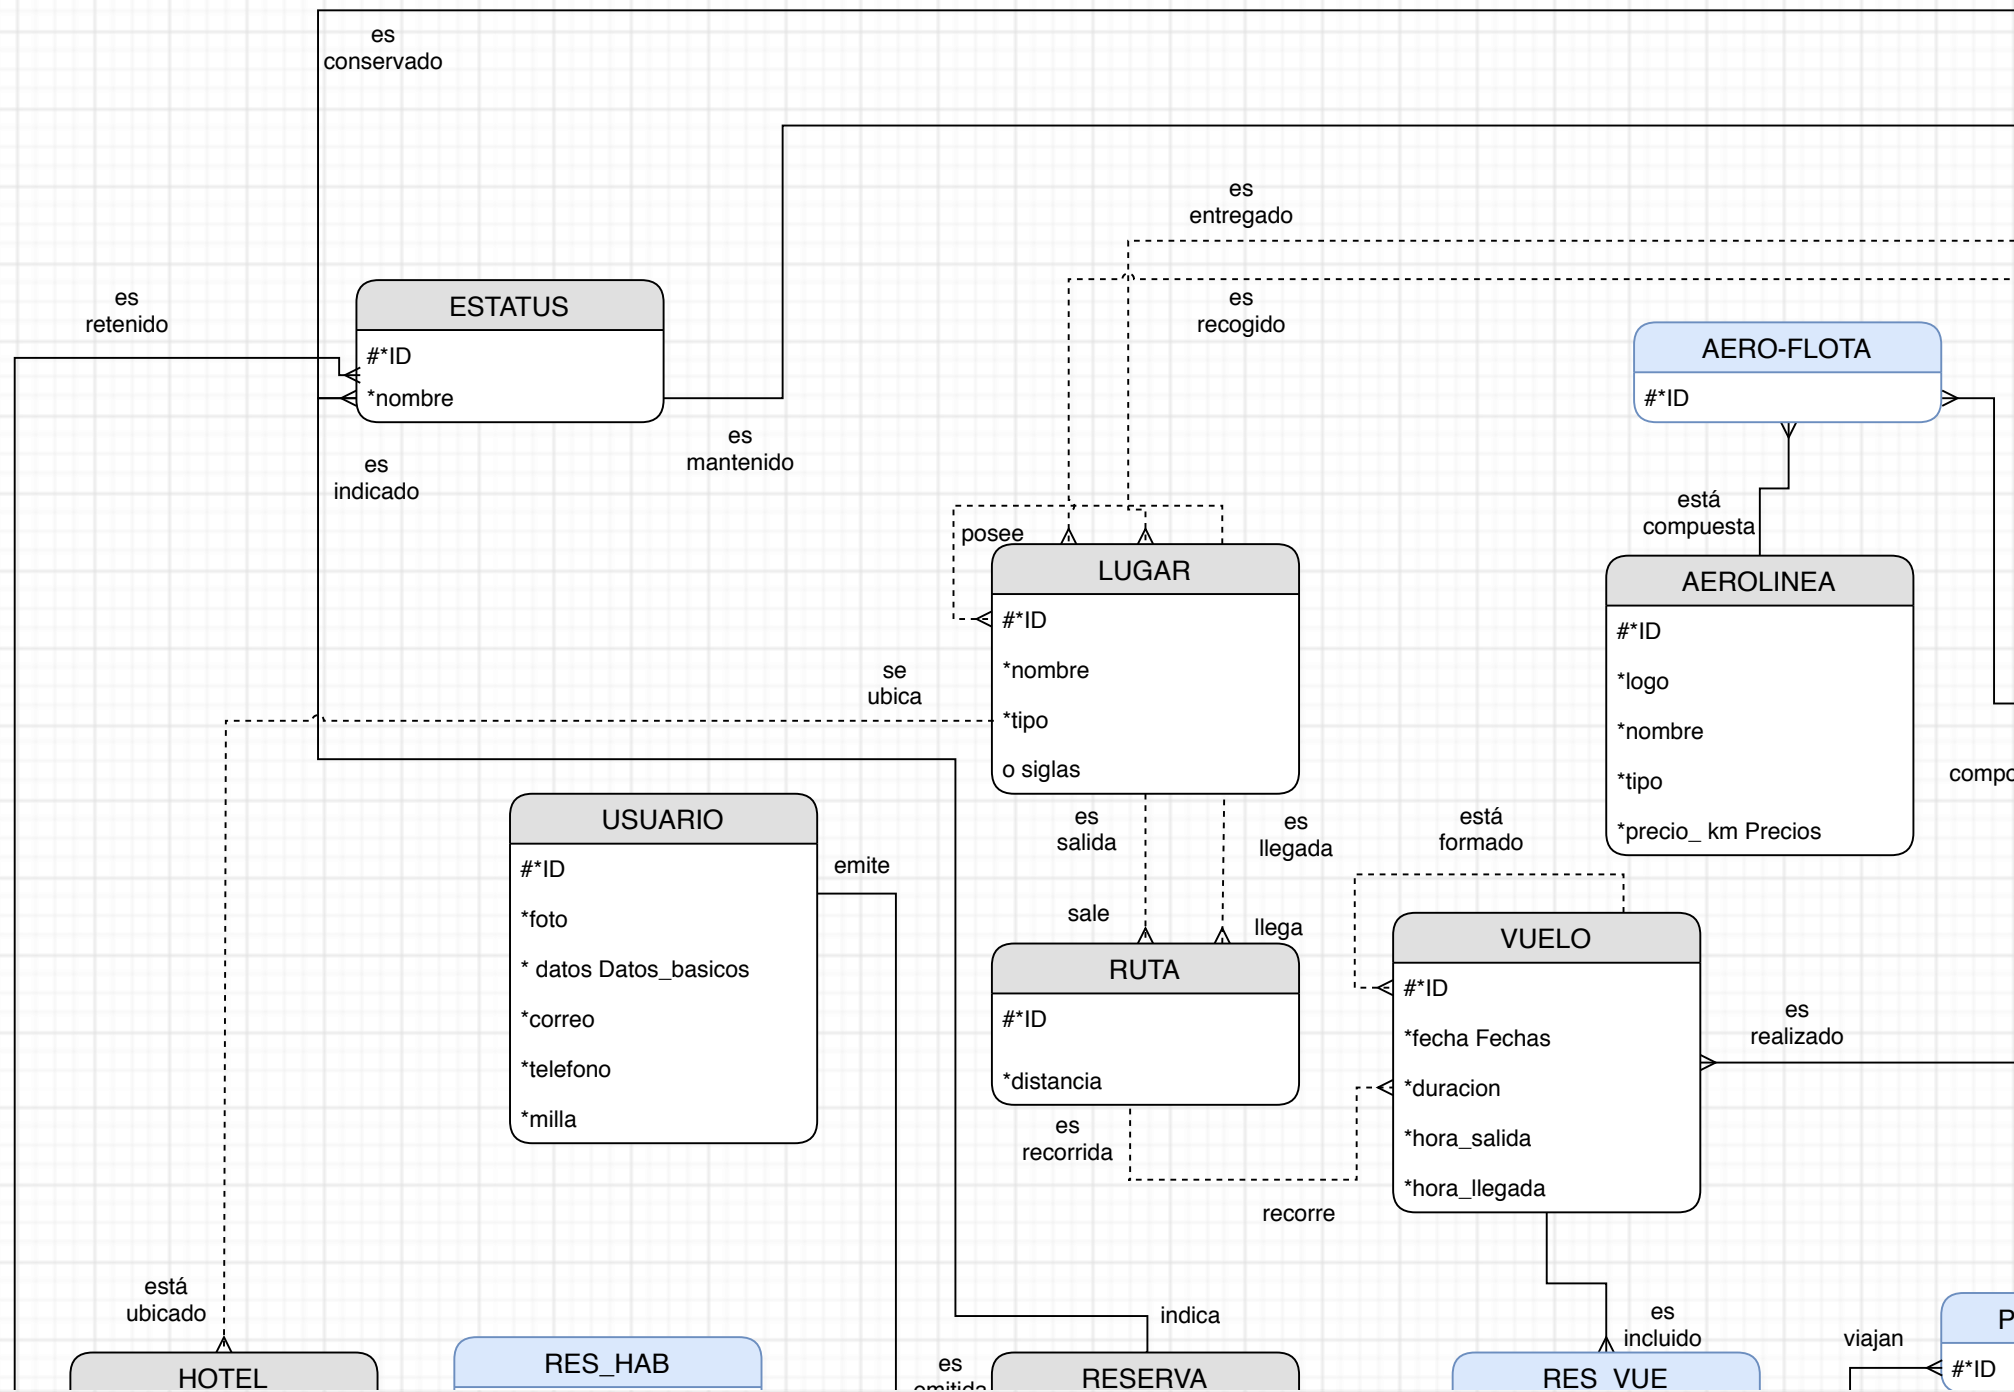 es
conservado
es
entregado
es
recogido
es
retenido
ESTATUS
#*ID
*nombre
es
mantenido
es
indicado
AERO-FLOTA
#*ID
está
compuesta
posee
LUGAR
#*ID
*nombre
*tipo
o siglas
se
ubica
AEROLINEA
#*ID
*logo
*nombre
*tipo
*precio_ km Precios
compo
USUARIO
#*ID
*foto
* datos Datos_basicos
*correo
*telefono
*milla
emite
es
salida
es
llegada
sale
llega
RUTA
#*ID
*distancia
es
recorrida
recorre
está
formado
VUELO
#*ID
*fecha Fechas
*duracion
*hora_salida
*hora_llegada
es
realizado
está
ubicado
HOTEL
RES_HAB
es
emitida
indica
RESERVA
es
incluido
RES_VUE
viajan
P
#*ID